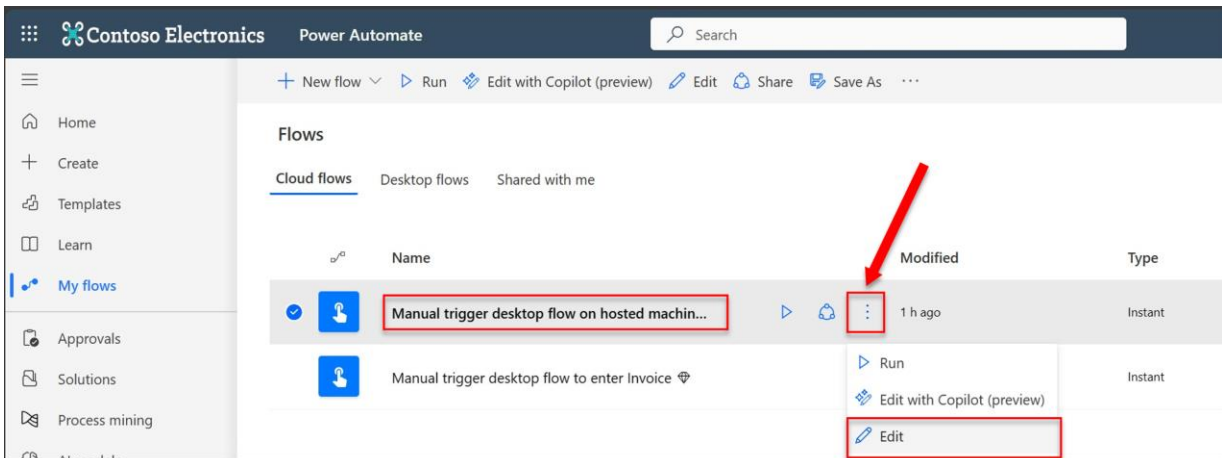 Contoso Electronics Power Automate Search
New flow Run Edit with Copilot (preview) Edit Share Save As ...
Home
Create
Templates
Learn
My flows
Approvals
Solutions
Process mining
Flows
Cloud flows Desktop flows Shared with me
Name Modified Type
Manual trigger desktop flow on hosted machin... 1 h ago Instant
Manual trigger desktop flow to enter Invoice Instant
Run
Edit with Copilot (preview)
Edit